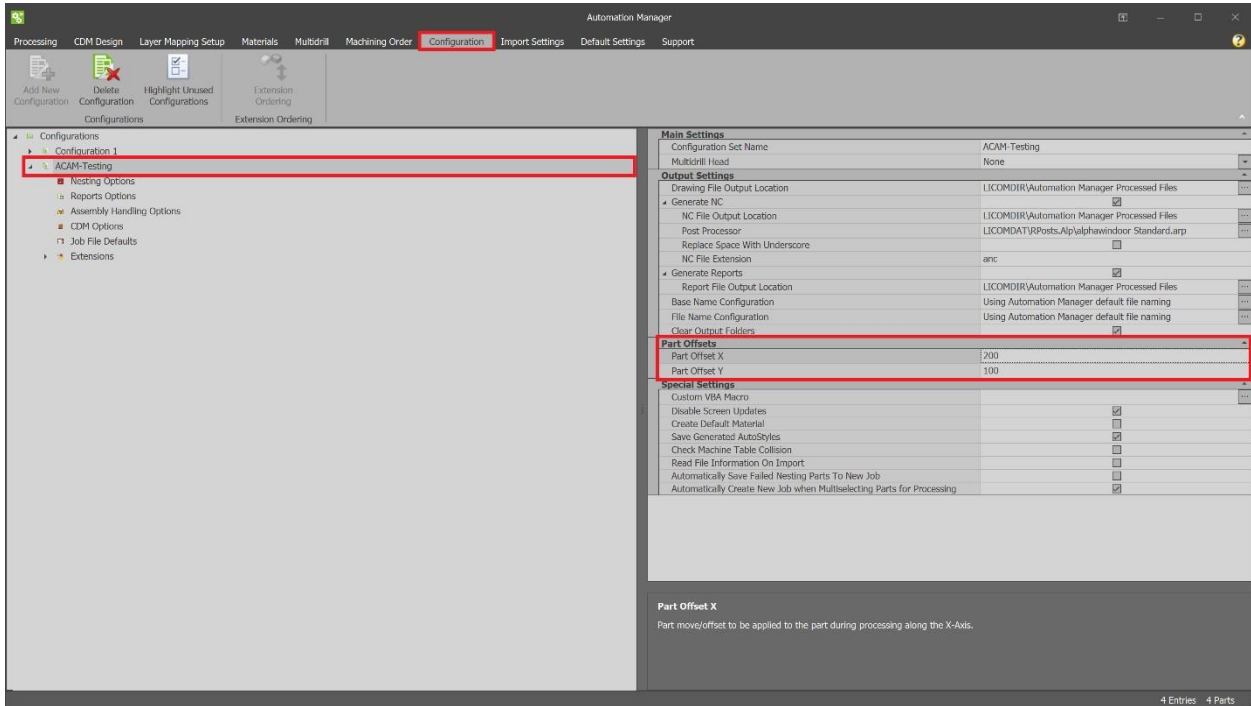 Automation Manager
Processing CDM Design Layer Mapping Setup Materials Multidrill Machining Order Configuration Import Settings Default Settings Support
Add New Configuration
Delete Configuration
Highlight Unused Configurations
Extension Ordering
Configurations
Extension Ordering
Configurations
Configuration 1
ACAM-Testing
Nesting Options
Reports Options
Assembly Handling Options
CDM Options
Job File Defaults
Extensions
Main Settings
Configuration Set Name ACAM-Testing
Multidrill Head None
Output Settings
Drawing File Output Location LICOMDIR\Automation Manager Processed Files
Generate NC
NC File Output Location LICOMDIR\Automation Manager Processed Files
Post Processor LICOMDAT\RPosts.Alp\alphawindoor Standard.arp
Replace Space With Underscore
NC File Extension anc
Generate Reports
Report File Output Location LICOMDIR\Automation Manager Processed Files
Base Name Configuration Using Automation Manager default file naming
File Name Configuration Using Automation Manager default file naming
Clear Output Folders
Part Offsets
Part Offset X 200
Part Offset Y 100
Special Settings
Custom VBA Macro
Disable Screen Updates
Create Default Material
Save Generated AutoStyles
Check Machine Table Collision
Read File Information On Import
Automatically Save Failed Nesting Parts To New Job
Automatically Create New Job when Multiselecting Parts for Processing
Part Offset X
Part move/offset to be applied to the part during processing along the X-Axis.
4 Entries 4 Parts